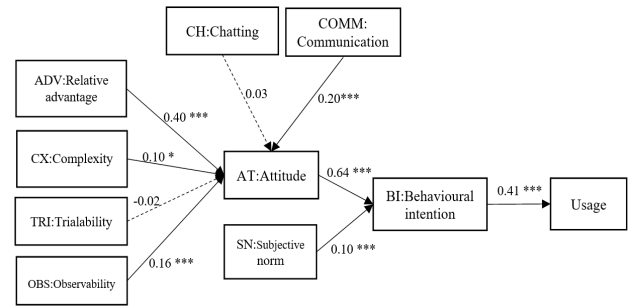 CH:Chatting
COMM:
Communication
ADV:Relative
advantage
0.03
0.20***
0.40 ***
CX:Complexity
0.10 *
AT:Attitude
0.64 ***
BI:Behavioural
intention
0.41 ***
Usage
TRI:Trialability
-0.02
SN:Subjective
norm
0.10 ***
OBS:Observability
0.16 ***